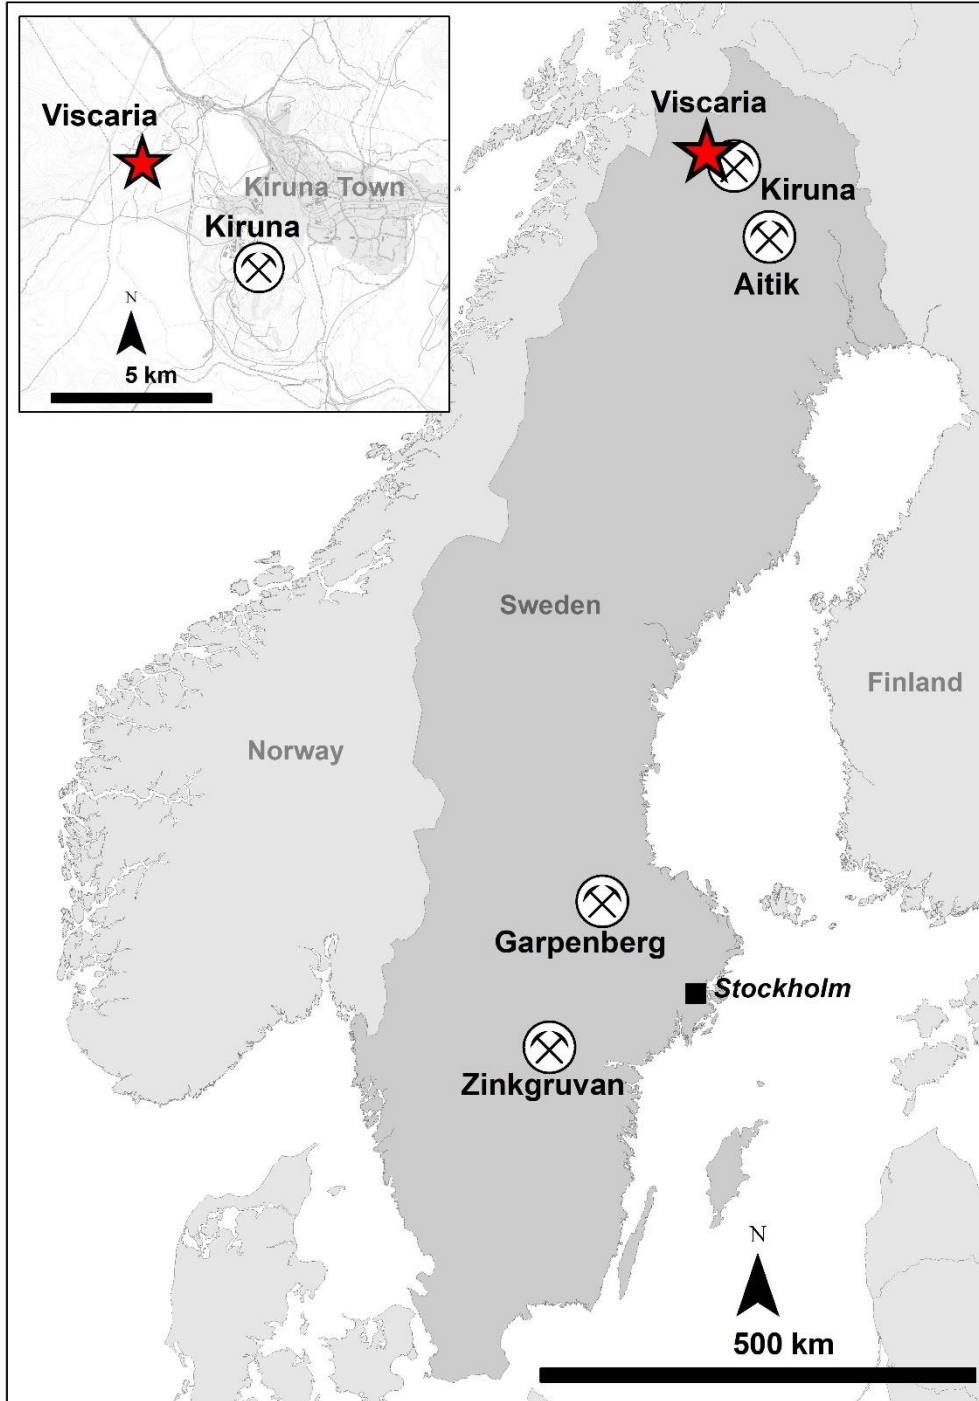 Viscaria
Kiruna Town
Kiruna
N
5 km
Viscaria
Kiruna
Aitik
Sweden
Finland
Norway
Garpenberg
Stockholm
Zinkgruvan
N
500 km